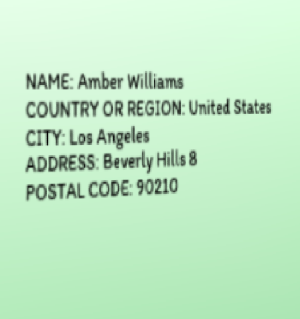 NAME: Amber Williams
COUNTRY OR REGION: United States
CITY: Los Angeles
ADDRESS: Beverly Hills 8
POSTAL CODE: 90210